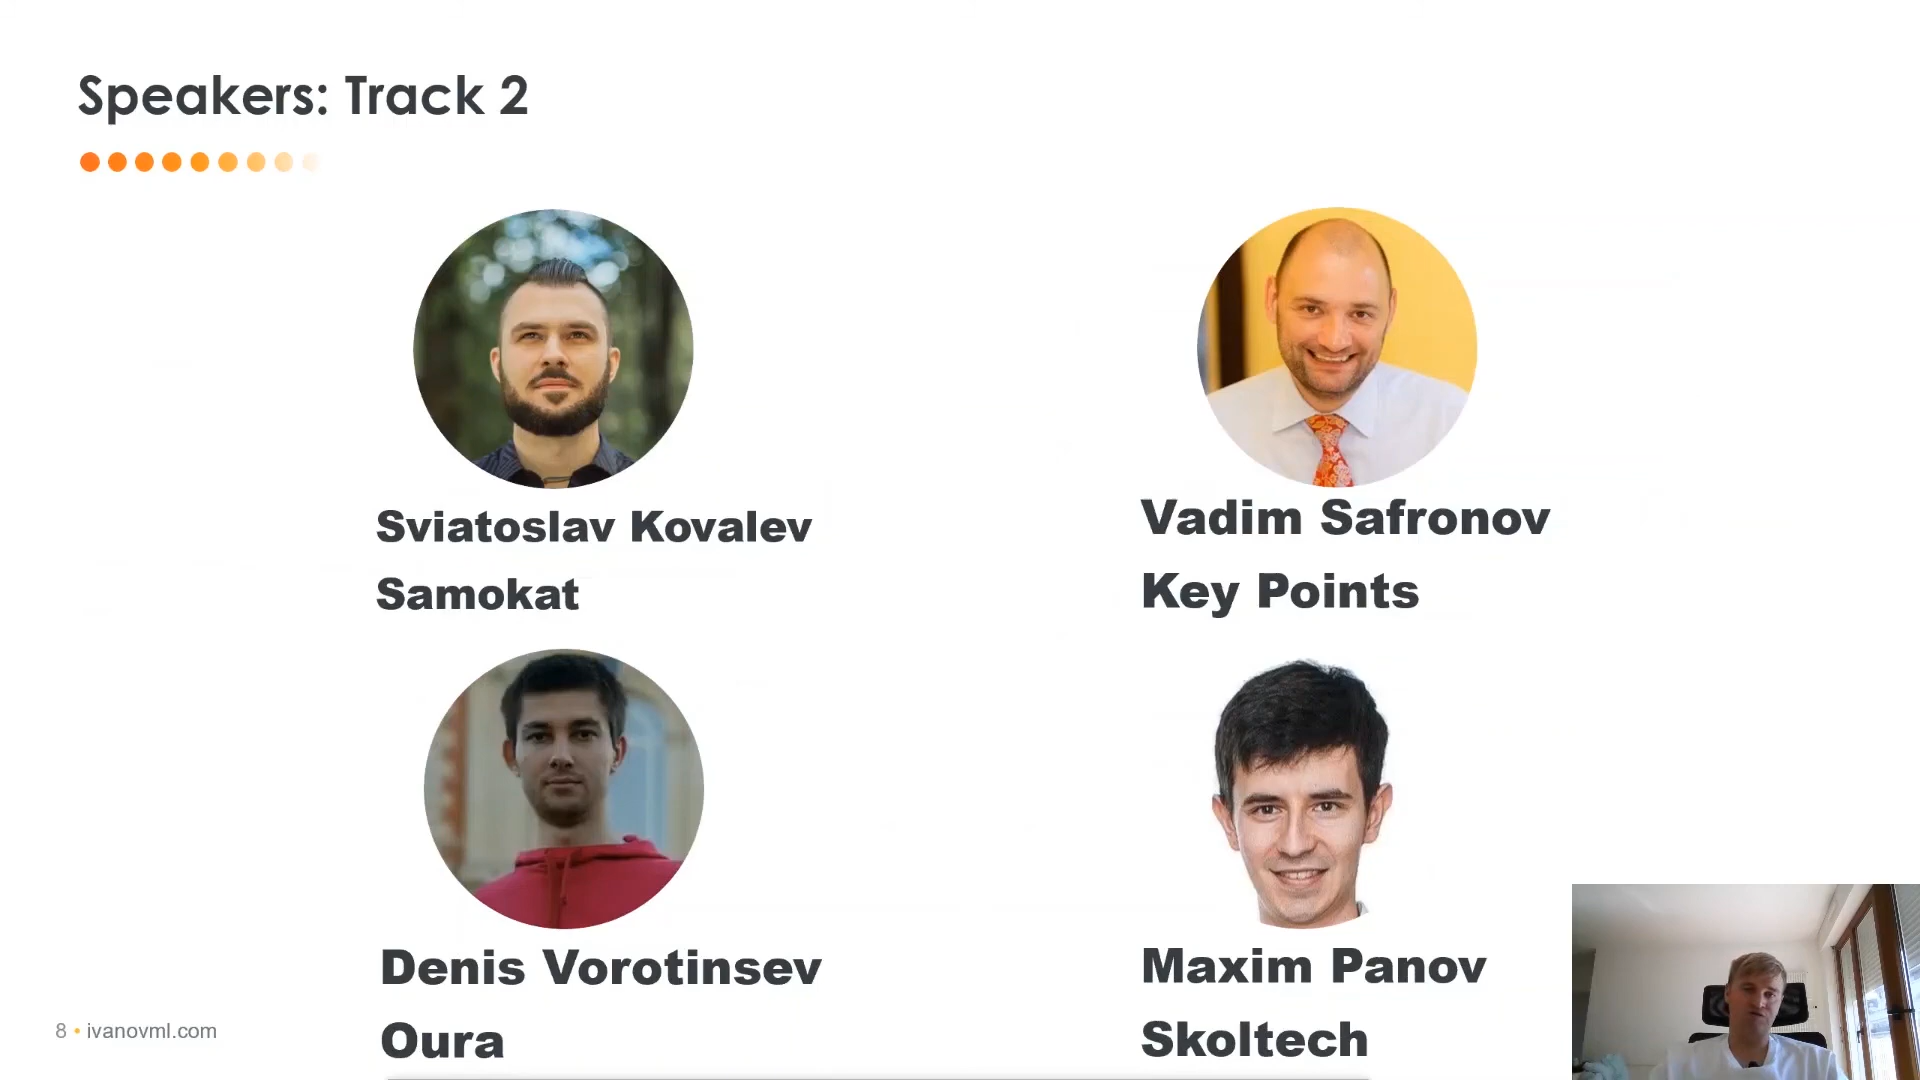 Speakers: Track 2
Sviatoslav Kovalev
Samokat
Vadim Safronov
Key Points
Denis Vorotinsev
Oura
Maxim Panov
Skoltech
8 • ivanovml.com